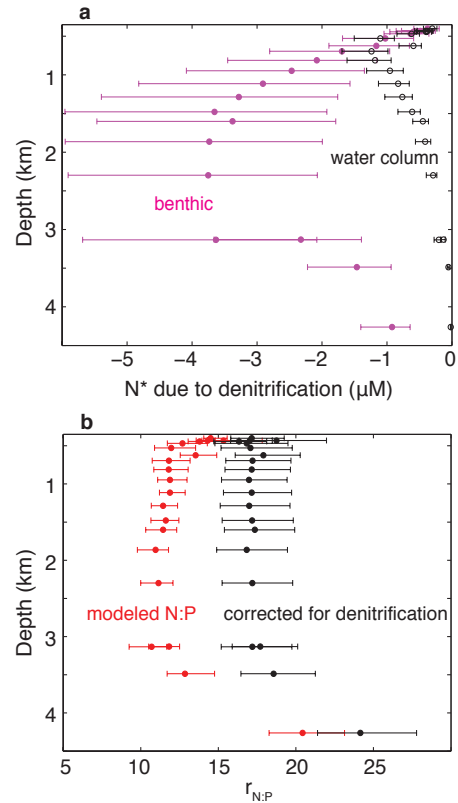 a
1
2
3
4
Depth (km)
water column
benthic
−5
−4
−3
−2
−1
0
N* due to denitrification (μM)
b
1
2
3
4
Depth (km)
modeled N:P
corrected for denitrification
5
10
15
20
25
r_N:P